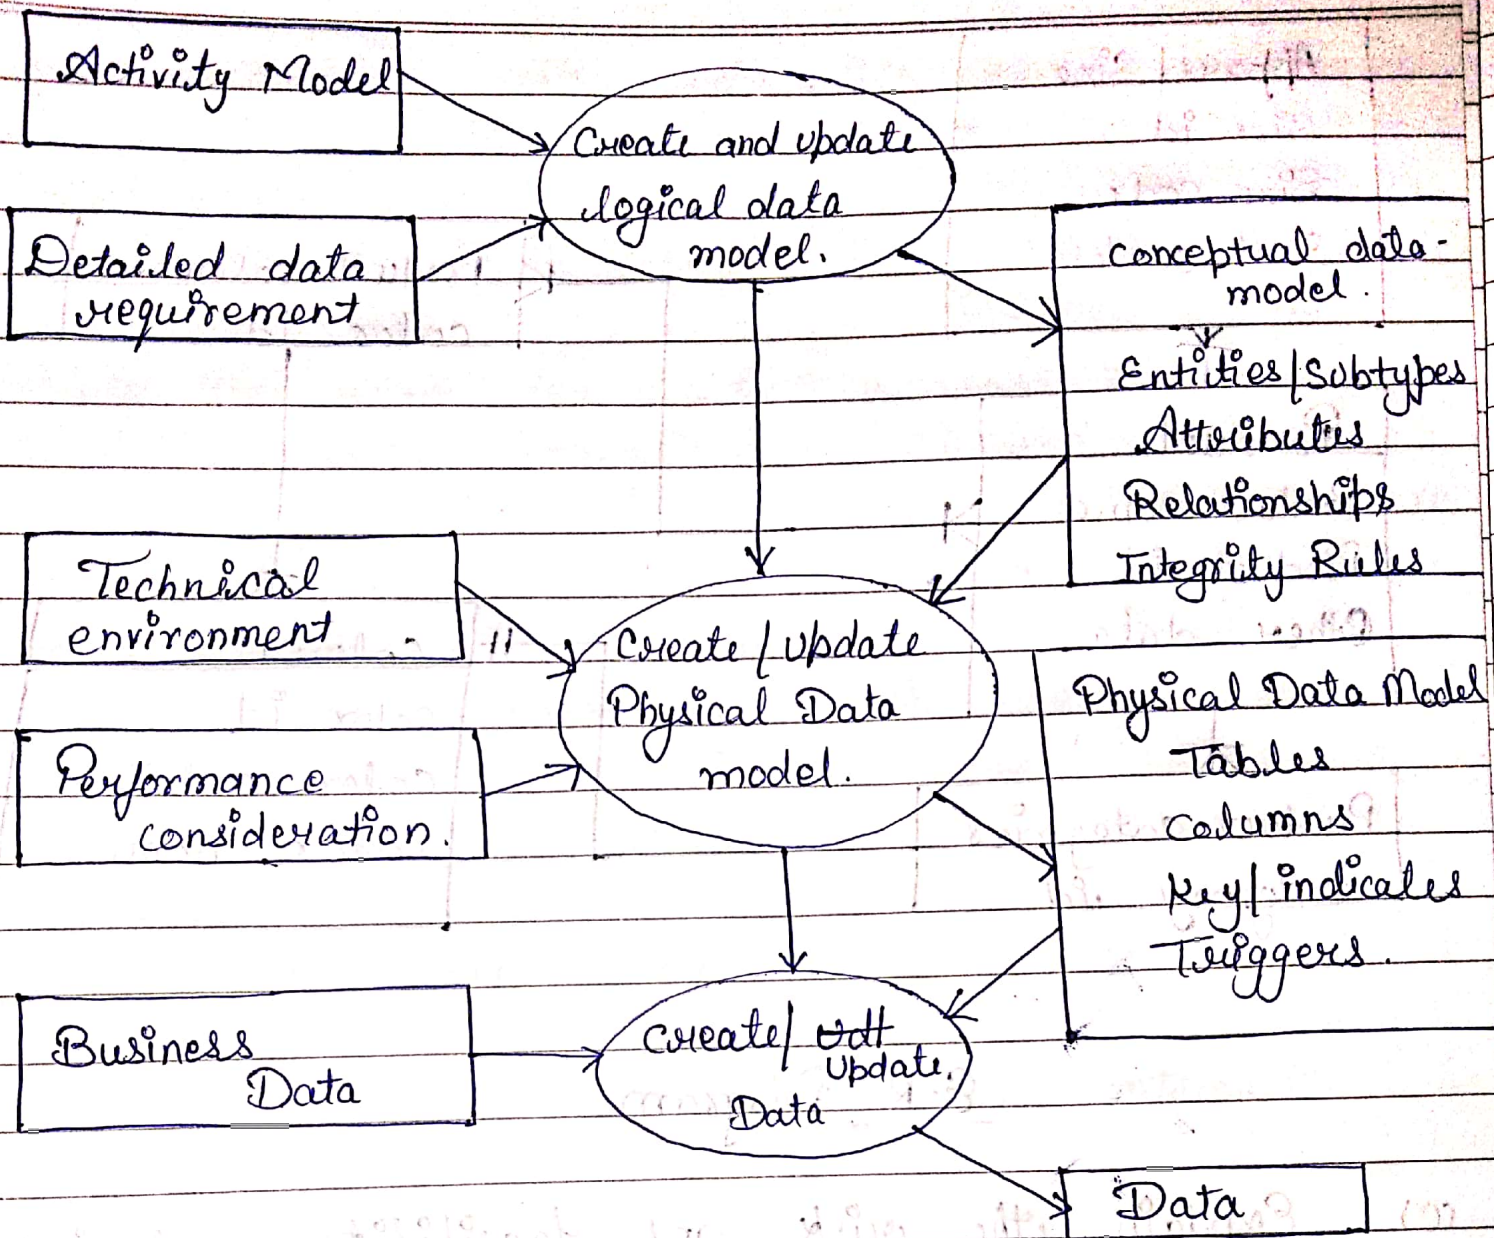 Activity Model
Create and update
logical data
model.
Detailed data
requirement
conceptual data-
model.
Entities/Subtypes
Attributes
Relationships
Integrity Rules
Technical
environment
Create/Update
Physical Data
model.
Performance
consideration.
Physical Data Model
Tables
columns
Key/indicates
Triggers.
Business
Data
Create/
Update.
Data
Data